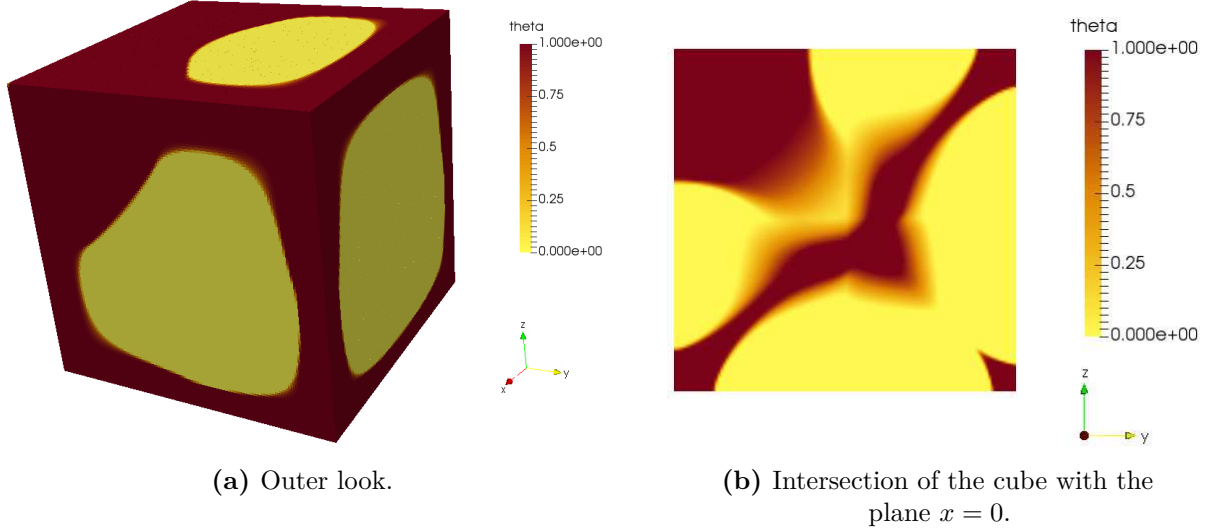 theta
1.000e+00
0.75
0.5
0.25
0.000e+00
z
y
x
(a) Outer look.
theta
1.000e+00
0.75
0.5
0.25
0.000e+00
z
y
(b) Intersection of the cube with the
plane x = 0.